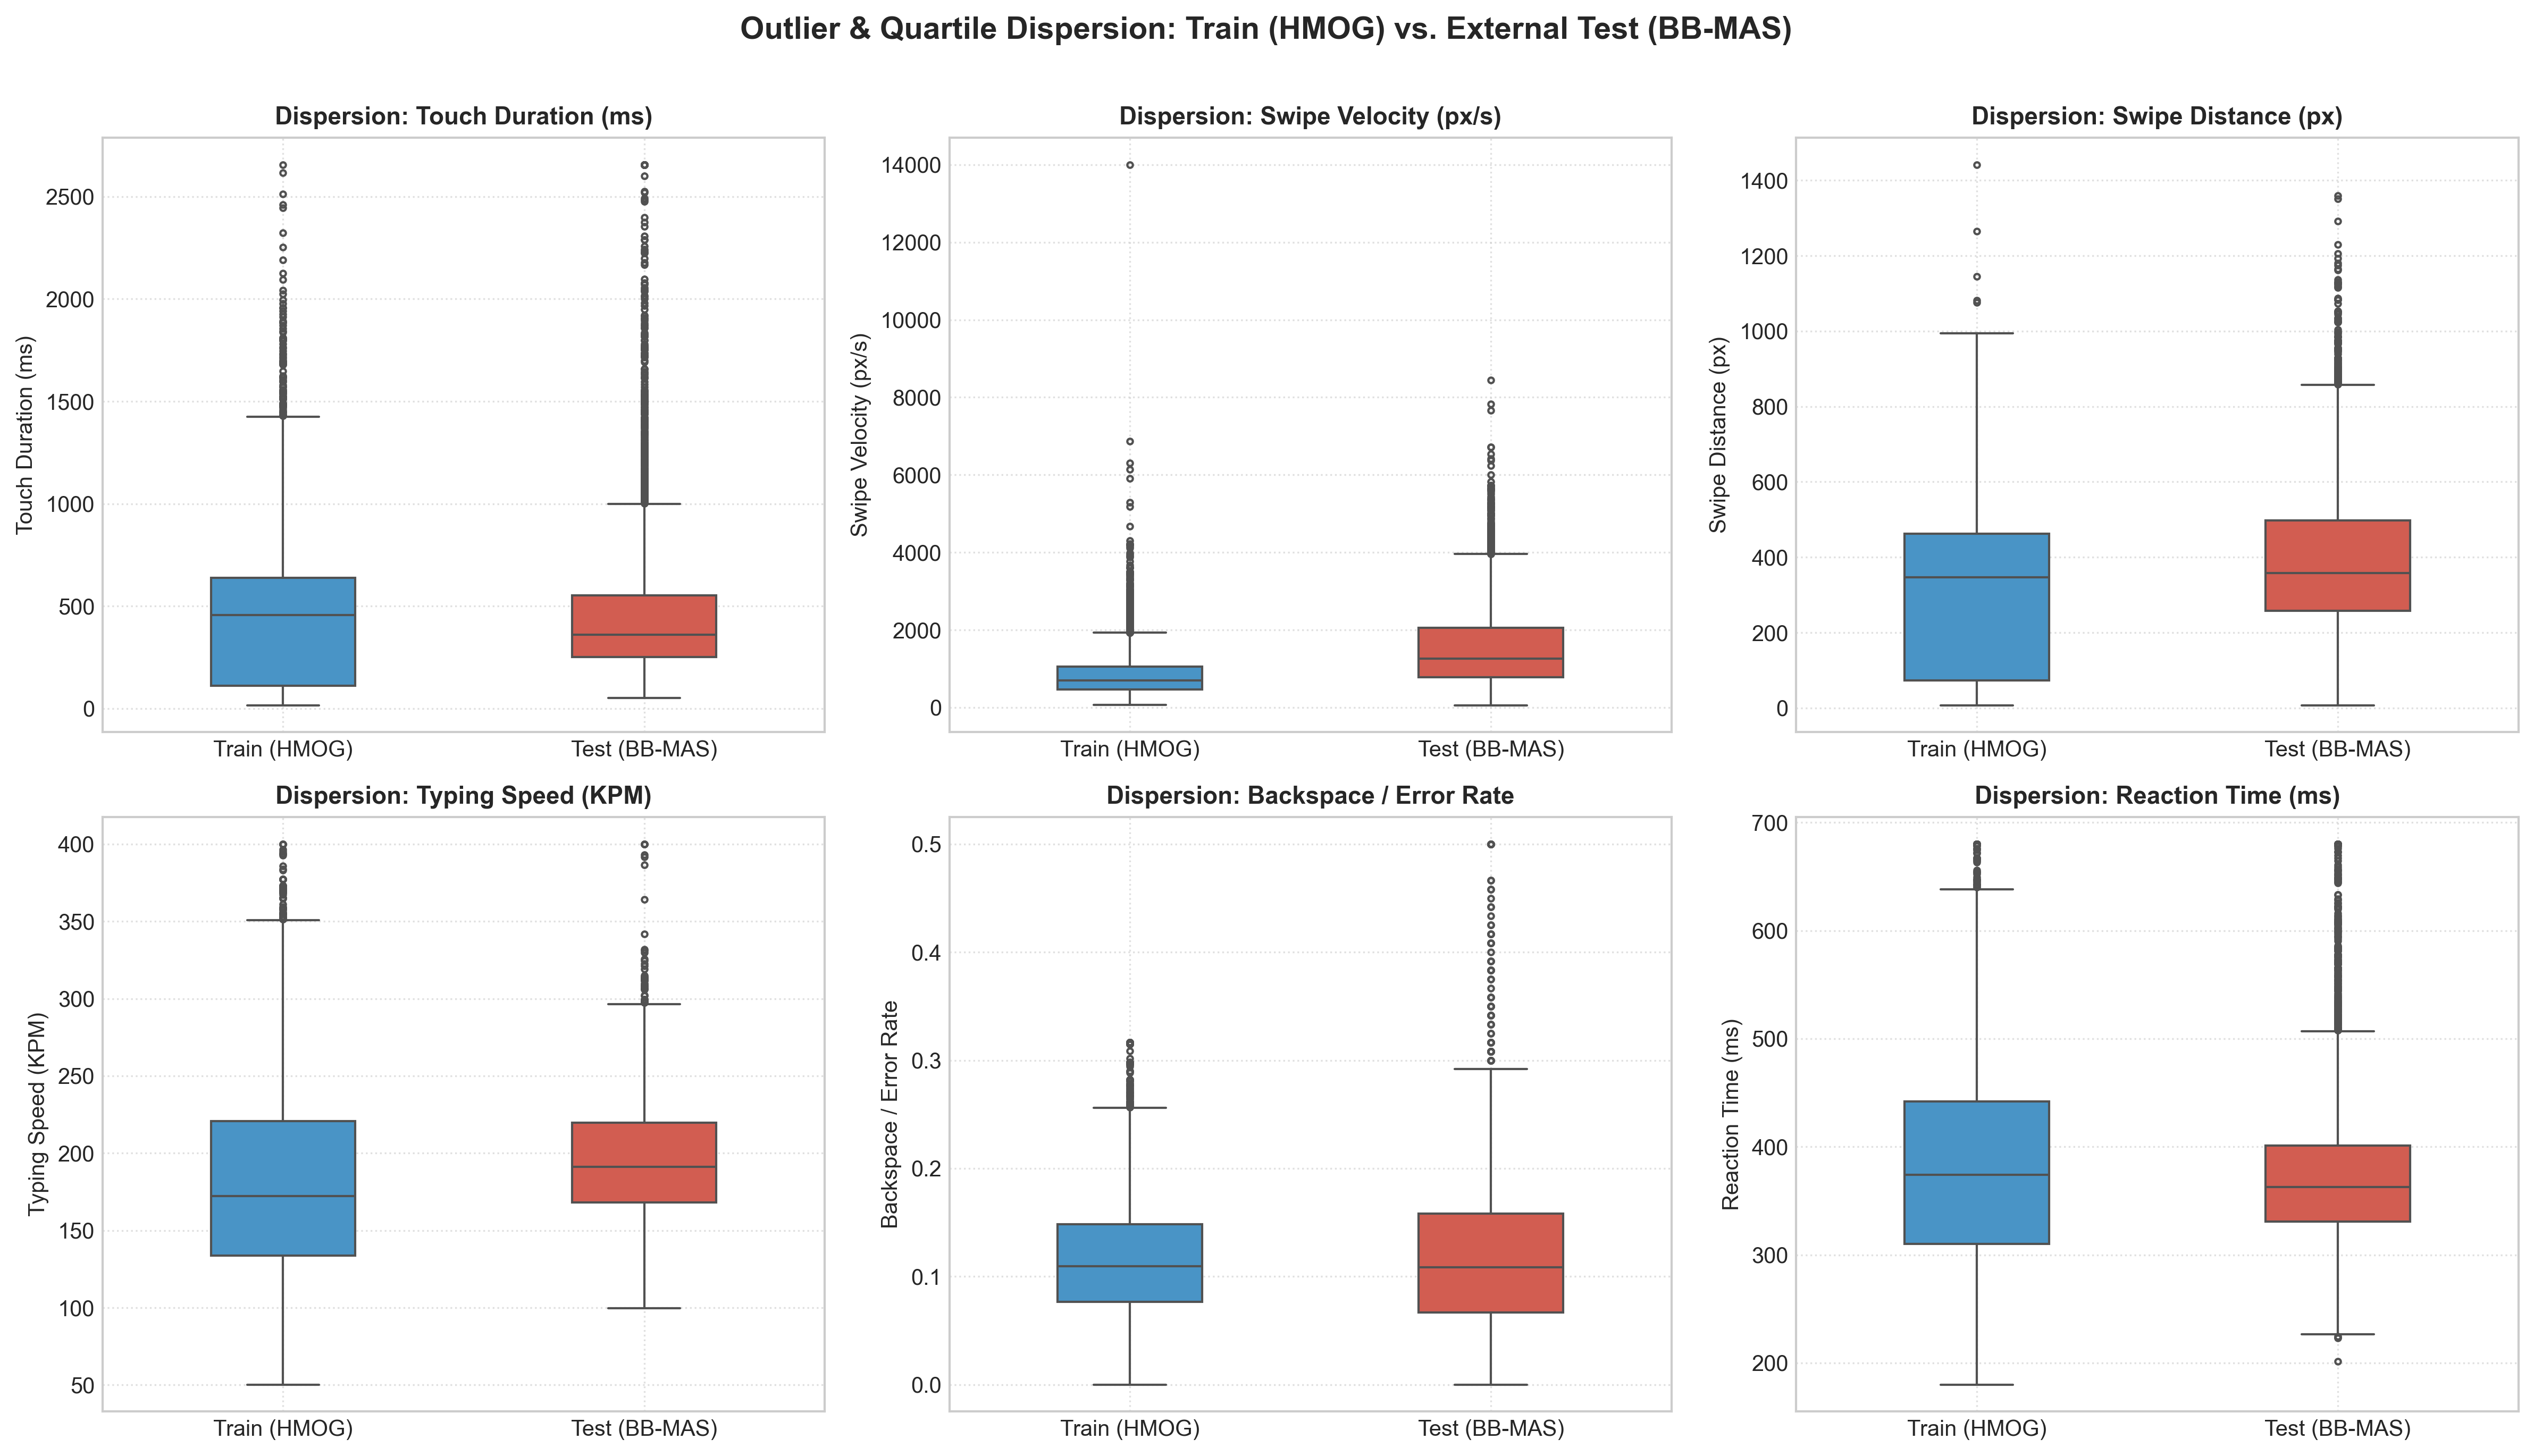 Outlier & Quartile Dispersion: Train (HMOG) vs. External Test (BB-MAS)
Dispersion: Touch Duration (ms)
Touch Duration (ms)
2500
2000
1500
1000
500
0
Train (HMOG)
Test (BB-MAS)
Dispersion: Swipe Velocity (px/s)
Swipe Velocity (px/s)
14000
12000
10000
8000
6000
4000
2000
0
Train (HMOG)
Test (BB-MAS)
Dispersion: Swipe Distance (px)
Swipe Distance (px)
1400
1200
1000
800
600
400
200
0
Train (HMOG)
Test (BB-MAS)
Dispersion: Typing Speed (KPM)
Typing Speed (KPM)
400
350
300
250
200
150
100
50
Train (HMOG)
Test (BB-MAS)
Dispersion: Backspace / Error Rate
Backspace / Error Rate
0.5
0.4
0.3
0.2
0.1
0.0
Train (HMOG)
Test (BB-MAS)
Dispersion: Reaction Time (ms)
Reaction Time (ms)
700
600
500
400
300
200
Train (HMOG)
Test (BB-MAS)